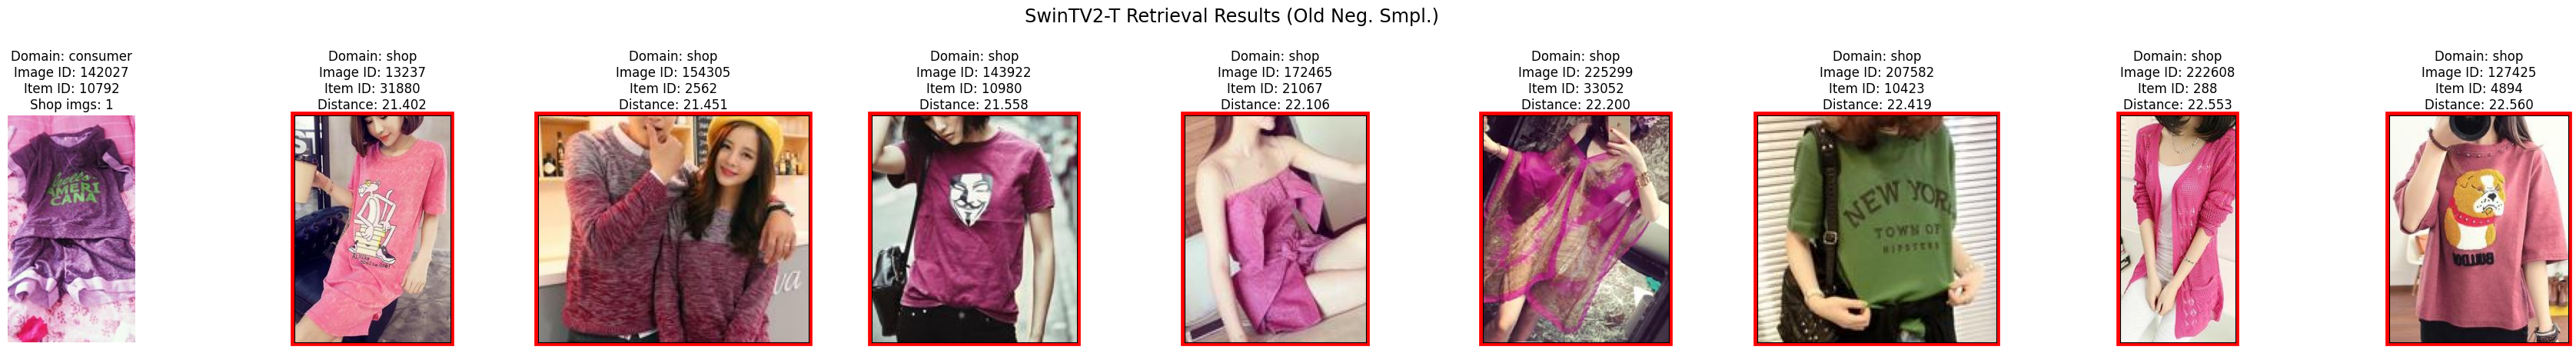 SwinTV2-T Retrieval Results (Old Neg. Smpl.)
Domain: consumer
Image ID: 142027
Item ID: 10792
Shop imgs: 1
Domain: shop
Image ID: 13237
Item ID: 31880
Distance: 21.402
Domain: shop
Image ID: 154305
Item ID: 2562
Distance: 21.451
Domain: shop
Image ID: 143922
Item ID: 10980
Distance: 21.558
Domain: shop
Image ID: 172465
Item ID: 21067
Distance: 22.106
Domain: shop
Image ID: 225299
Item ID: 33052
Distance: 22.200
Domain: shop
Image ID: 207582
Item ID: 10423
Distance: 22.419
Domain: shop
Image ID: 222608
Item ID: 288
Distance: 22.553
Domain: shop
Image ID: 127425
Item ID: 4894
Distance: 22.560
hello
AMERI
CANA
NEW YORK
TOWN OF
HIPSTERS